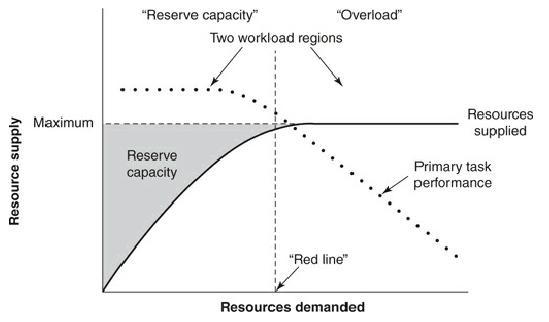 “Reserve capacity”
“Overload”
Two workload regions
Maximum
Resources
supplied
Reserve
capacity
Primary task
performance
“Red line”
Resource supply
Resources demanded